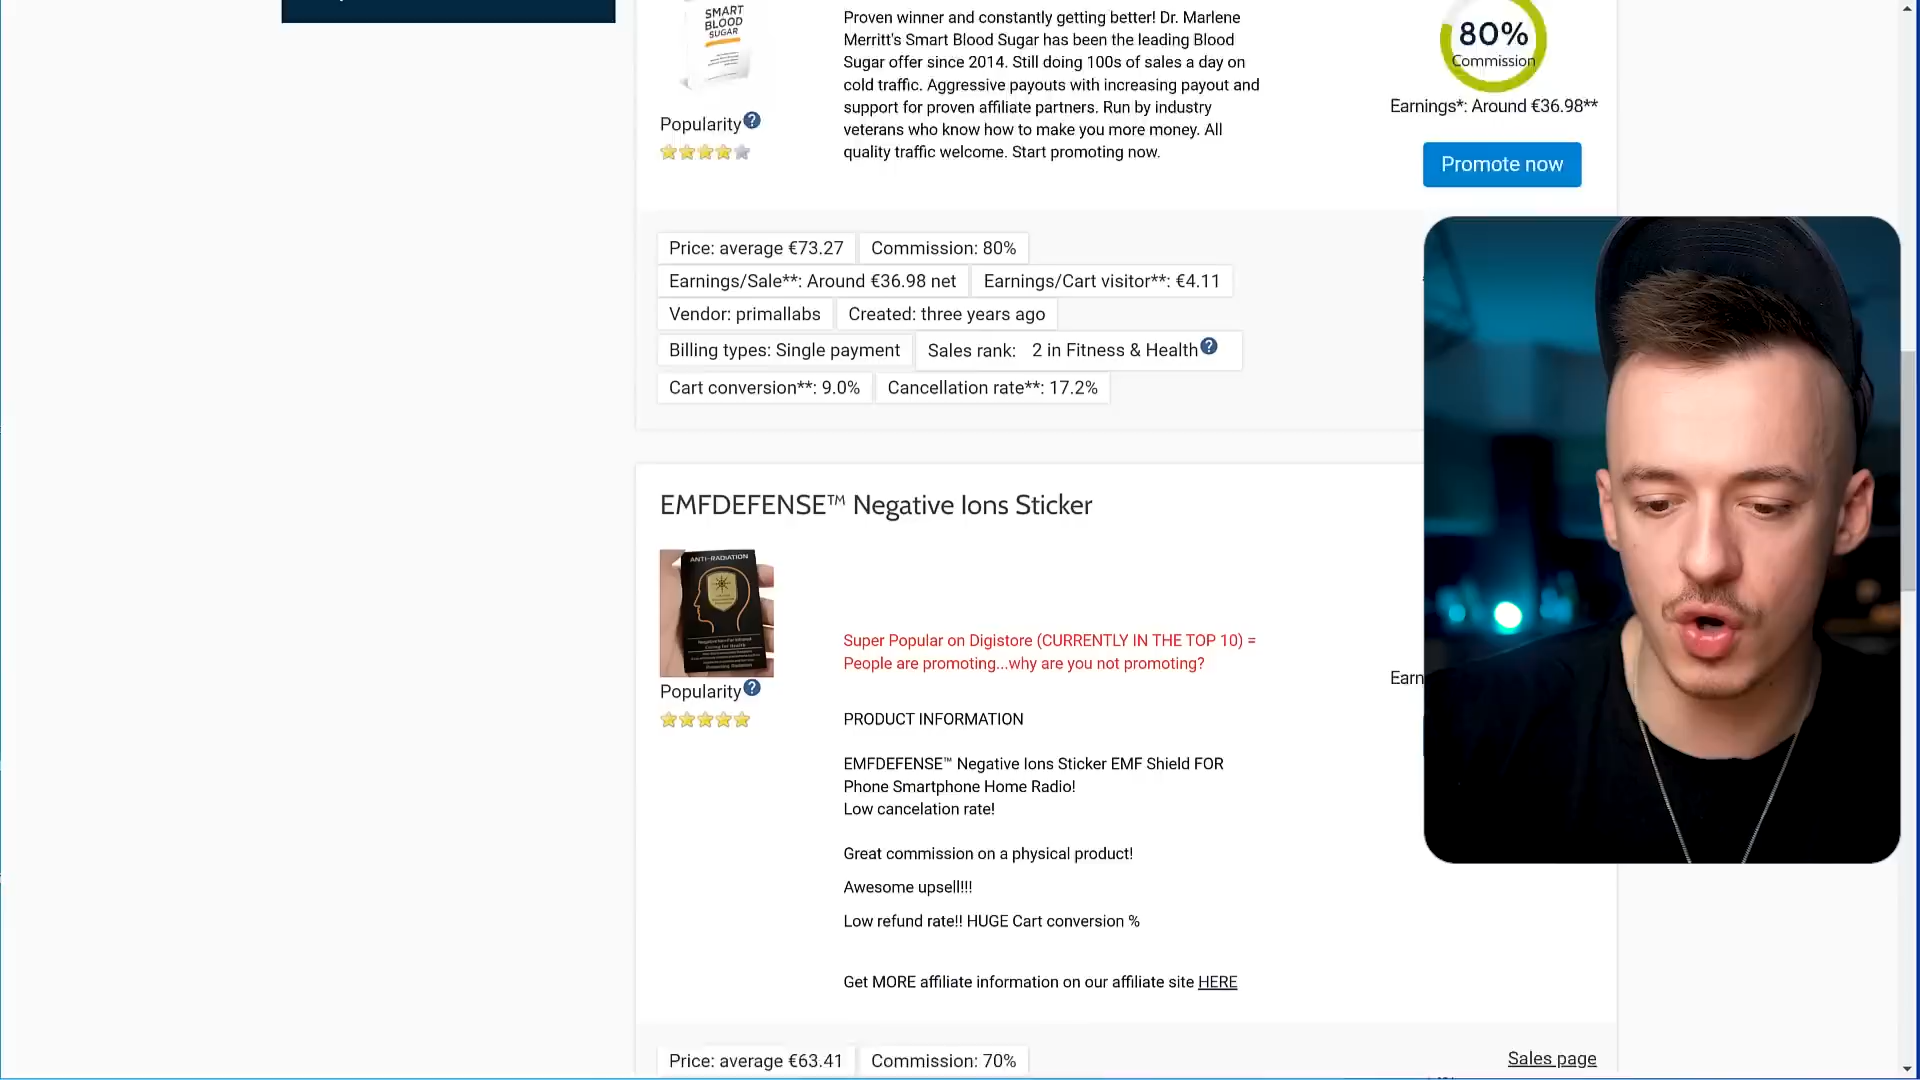 SMART
BLOOD
SUGAR
Proven winner and constantly getting better! Dr. Marlene
Merritt's Smart Blood Sugar has been the leading Blood
Sugar offer since 2014. Still doing 100s of sales a day on
cold traffic. Aggressive payouts with increasing payout and
support for proven affiliate partners. Run by industry
veterans who know how to make you more money. All
quality traffic welcome. Start promoting now.
80%
Commission
Earnings*: Around €36.98**
Promote now
Popularity
Price: average €73.27
Commission: 80%
Earnings/Sale**: Around €36.98 net
Earnings/Cart visitor**: €4.11
Vendor: primallabs
Created: three years ago
Billing types: Single payment
Sales rank: 2 in Fitness & Health
Cart conversion**: 9.0%
Cancellation rate**: 17.2%
EMFDEFENSE™ Negative Ions Sticker
ANTI-RADIATION
Popularity
Super Popular on Digistore (CURRENTLY IN THE TOP 10) =
People are promoting...why are you not promoting?
Earn
PRODUCT INFORMATION
EMFDEFENSE™ Negative Ions Sticker EMF Shield FOR
Phone Smartphone Home Radio!
Low cancelation rate!
Great commission on a physical product!
Awesome upsell!!!
Low refund rate!! HUGE Cart conversion %
Get MORE affiliate information on our affiliate site HERE
Price: average €63.41
Commission: 70%
Sales page